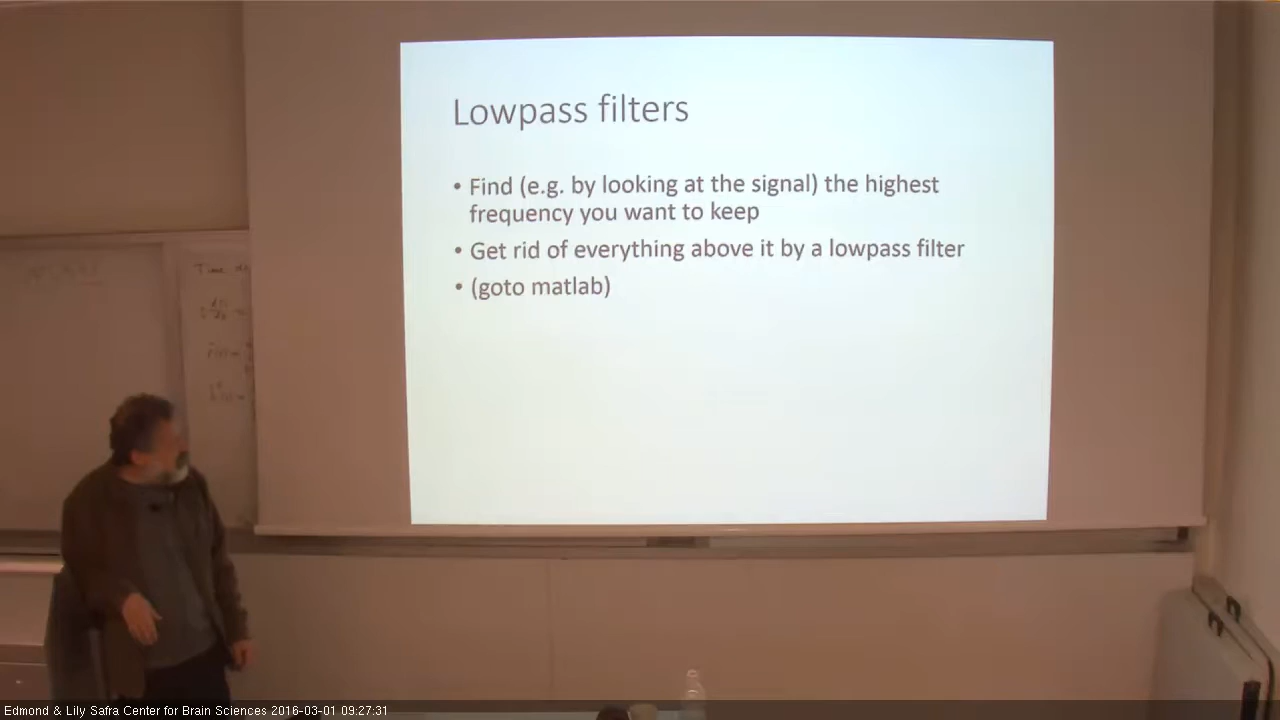 Lowpass filters
• Find (e.g. by looking at the signal) the highest
frequency you want to keep
• Get rid of everything above it by a lowpass filter
• (goto matlab)
Time
Edmond & Lily Safra Center for Brain Sciences 2016-03-01 09:27:31